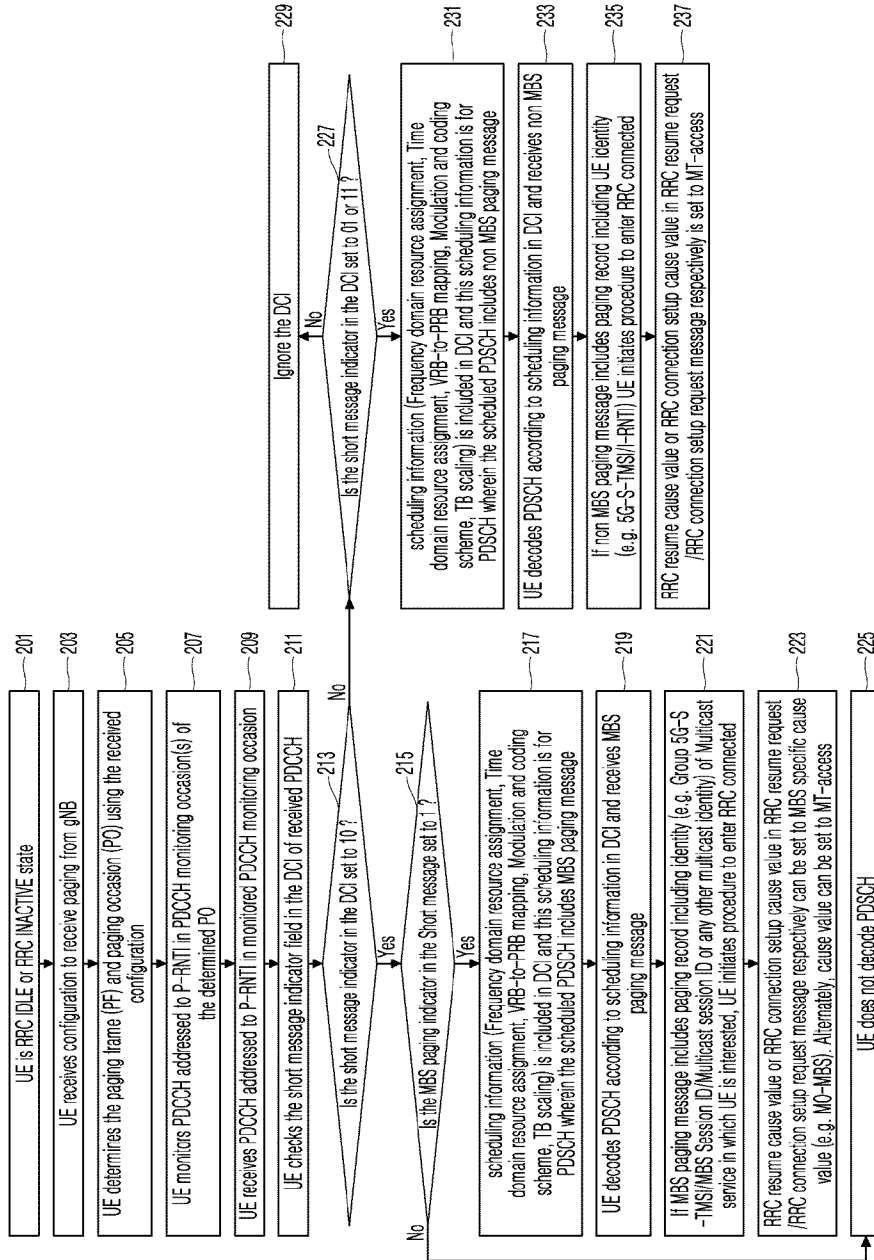 UE is RRC IDLE or RRC INACTIVE state
201
UE receives configuration to receive paging from gNB
203
UE determines the paging frame (PF) and paging occasion (PO) using the received
configuration
205
UE monitors PDCCH addressed to P-RNTI in PDCCH monitoring occasion(s) of
the determined PO
207
UE receives PDCCH addressed to P-RNTI in monitored PDCCH monitoring occasion
209
UE checks the short message indicator field in the DCI of received PDCCH
211
Is the short message indicator in the DCI set to 10 ?
213
No
Yes
Is the MBS paging indicator in the Short message set to 1 ?
215
No
Yes
scheduling information (Frequency domain resource assignment, Time
domain resource assignment, VRB-to-PRB mapping, Modulation and coding
scheme, TB scaling) is included in DCI and this scheduling information is for
PDSCH wherein the scheduled PDSCH includes MBS paging message
217
UE decodes PDSCH according to scheduling information in DCI and receives MBS
paging message
219
If MBS paging message includes paging record including identity (e.g. Group 5G-S
-TMSI/MBS Session ID/Multicast session ID or any other multicast identity) of Multicast
service in which UE is interested, UE initiates procedure to enter RRC connected
221
RRC resume cause value or RRC connection setup cause value in RRC resume request
/RRC connection setup request message respectively can be set to MBS specific cause
value (e.g. MO-MBS). Alternately, cause value can be set to MT-access
223
UE does not decode PDSCH
225
Ignore the DCI
229
No
Is the short message indicator in the DCI set to 01 or 11 ?
227
Yes
scheduling information (Frequency domain resource assignment, Time
domain resource assignment, VRB-to-PRB mapping, Modulation and coding
scheme, TB scaling) is included in DCI and this scheduling information is for
PDSCH wherein the scheduled PDSCH includes non MBS paging message
231
UE decodes PDSCH according to scheduling information in DCI and receives non MBS
paging message
233
If non MBS paging message includes paging record including UE identity
(e.g. 5G-S-TMSI/I-RNTI) UE initiates procedure to enter RRC connected
235
RRC resume cause value or RRC connection setup cause value in RRC resume request
/RRC connection setup request message respectively is set to MT-access
237